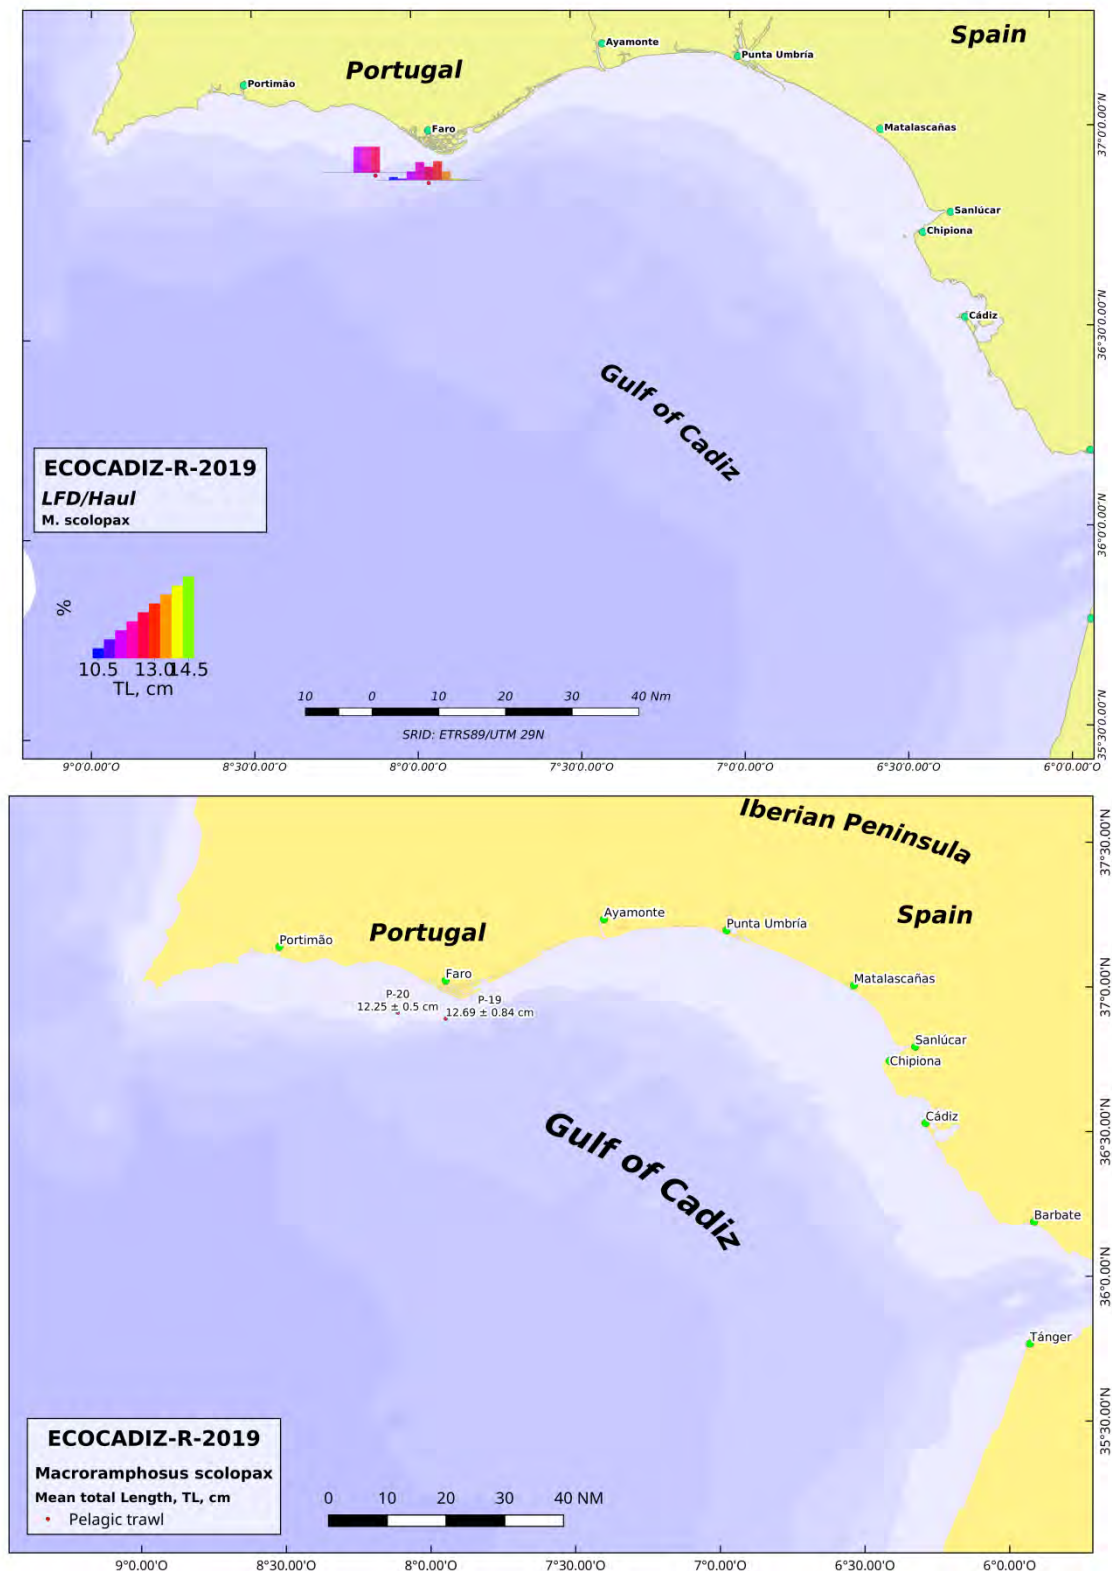 Spain
Portugal
Ayamonte
Punta Umbría
Portimão
Faro
Matalascañas
Sanlúcar
Chipiona
Cádiz
Gulf of Cadiz
37°0'0.00"N
36°30'0.00"N
36°0'0.00"N
35°30'0.00"N
ECOCADIZ-R-2019
LFD/Haul
M. scolopax
%
10.5 13.0 14.5
TL, cm
10 0 10 20 30 40 Nm
SRID: ETRS89/UTM 29N
9°0'0.00"O 8°30'0.00"O 8°0'0.00"O 7°30'0.00"O 7°0'0.00"O 6°30'0.00"O 6°0'0.00"O
Iberian Peninsula
Spain
Portugal
Ayamonte
Punta Umbría
Portimão
Faro
Matalascañas
P-20
12.25 ± 0.5 cm
P-19
12.69 ± 0.84 cm
Sanlúcar
Chipiona
Cádiz
Gulf of Cadiz
Barbate
Tánger
37°30.00'N
37°0.00'N
36°30.00'N
36°0.00'N
35°30.00'N
ECOCADIZ-R-2019
Macroramphosus scolopax
Mean total Length, TL, cm
Pelagic trawl
0 10 20 30 40 NM
9°0.00'O 8°30.00'O 8°0.00'O 7°30.00'O 7°0.00'O 6°30.00'O 6°0.00'O